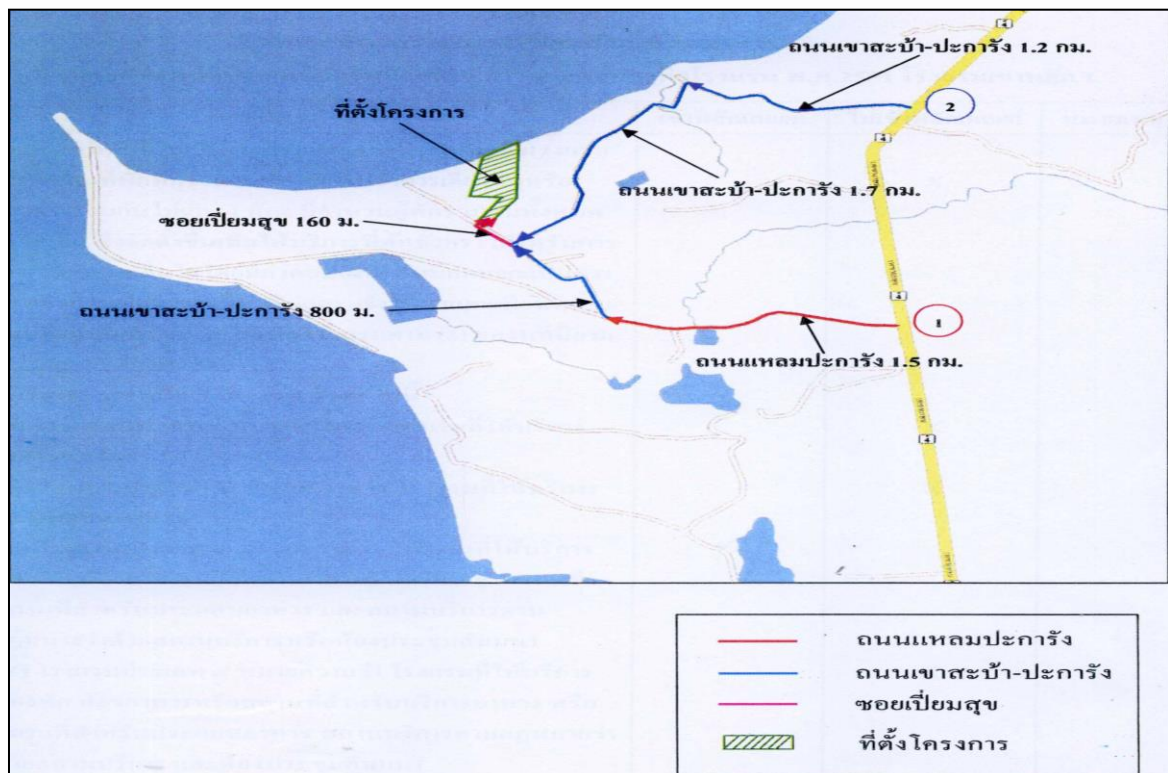 ถนนเขาสะบ้า-ปะการัง 1.2 กม.
2
4
ที่ตั้งโครงการ
4
ถนนเขาสะบ้า-ปะการัง 1.7 กม.
ซอยเปี่ยมสุข 160 ม.
4
ถนนเขาสะบ้า-ปะการัง 800 ม.
1
ถนนแหลมปะการัง 1.5 กม.
4
ถนนแหลมปะการัง
ถนนเขาสะบ้า-ปะการัง
ซอยเปี่ยมสุข
ที่ตั้งโครงการ